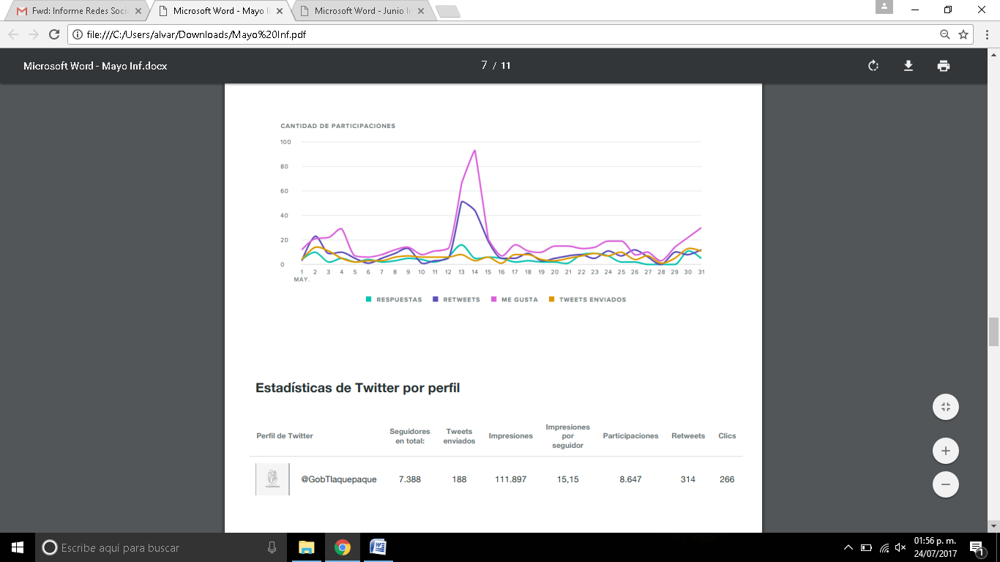 Fwd: Informe Redes Soci
Microsoft Word - Mayo I
Microsoft Word - Junio I
file:///C:/Users/alvar/Downloads/Mayo%20Inf.pdf
Microsoft Word - Mayo Inf.docx
7 / 11
CANTIDAD DE PARTICIPACIONES
100
80
60
40
20
0
1 2 3 4 5 6 7 8 9 10 11 12 13 14 15 16 17 18 19 20 21 22 23 24 25 26 27 28 29 30 31
MAY.
RESPUESTAS RETWEETS ME GUSTA TWEETS ENVIADOS
Estadísticas de Twitter por perfil
Perfil de Twitter Seguidores en total: Tweets enviados Impresiones Impresiones por seguidor Participaciones Retweets Clics
@GobTlaquepaque 7.388 188 111.897 15,15 8.647 314 266
Escribe aquí para buscar
01:56 p. m.
24/07/2017
1